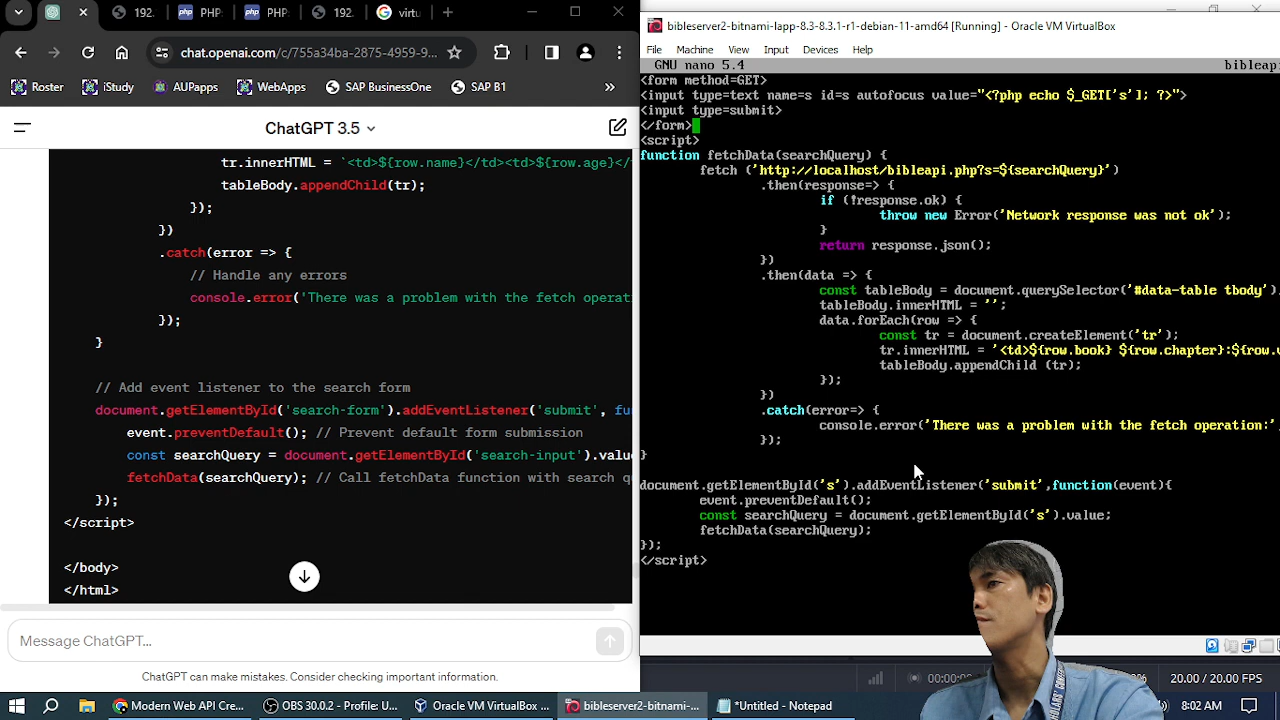 192.
PHP
PHP
192.
virtu
chat.openai.com/c/755a34ba-2875-4959-9...
Roster
iStudy
AUPapps
WebApps
SAP BusinessOne
SAP B1
ChatGPT 3.5
tr.innerHTML = `<td>${row.name}</td><td>${row.age}</
tableBody.appendChild(tr);
});
})
.catch(error => {
// Handle any errors
console.error('There was a problem with the fetch operat
});
}
// Add event listener to the search form
document.getElementById('search-form').addEventListener('submit', fu
event.preventDefault(); // Prevent default form submission
const searchQuery = document.getElementById('search-input').valu
fetchData(searchQuery); // Call fetchData function with search q
});
</script>
</body>
</html>
Message ChatGPT...
ChatGPT can make mistakes. Consider checking important information.
bibleserver2-bitnami-lapp-8.3-8.3.1-r1-debian-11-amd64 [Running] - Oracle VM VirtualBox
File Machine View Input Devices Help
GNU nano 5.4 bibleap
<form method=GET>
<input type=text name=s id=s autofocus value="<?php echo $_GET['s']; ?>">
<input type=submit>
</form>
<script>
function fetchData(searchQuery) {
fetch ('http://localhost/bibleapi.php?s=${searchQuery}')
.then(response=> {
if (!response.ok) {
throw new Error('Network response was not ok');
}
return response.json();
})
.then(data => {
const tableBody = document.querySelector('#data-table tbody')
tableBody.innerHTML = '';
data.forEach(row => {
const tr = document.createElement('tr');
tr.innerHTML = '<td>${row.book} ${row.chapter}:${row.v
tableBody.appendChild (tr);
});
})
.catch(error=> {
console.error('There was a problem with the fetch operation:'
});
}
document.getElementById('s').addEventListener('submit',function(event){
event.preventDefault();
const searchQuery = document.getElementById('s').value;
fetchData(searchQuery);
});
</script>
00:00:0
%
20.00 / 20.00 FPS
Modern Web API Cre...
OBS 30.0.2 - Profile: U...
Oracle VM VirtualBox ...
bibleserver2-bitnami-...
*Untitled - Notepad
8:02 AM